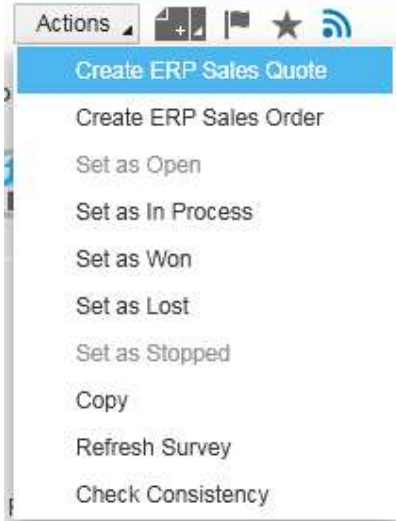 Actions
Create ERP Sales Quote
Create ERP Sales Order
Set as Open
Set as In Process
Set as Won
Set as Lost
Set as Stopped
Copy
Refresh Survey
Check Consistency